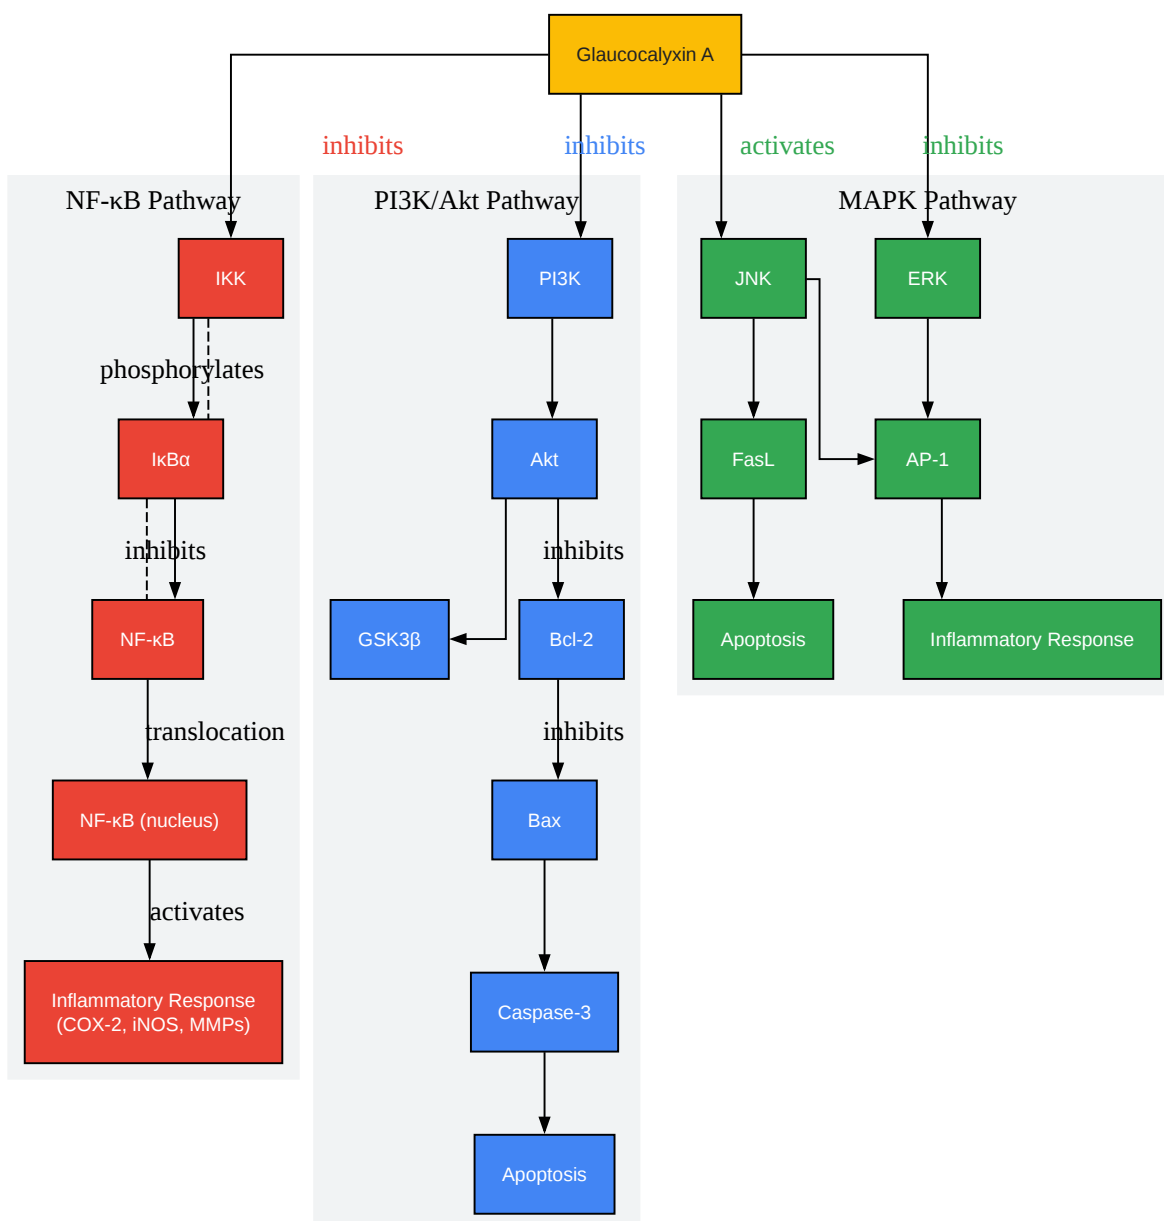 Glaucocalyxin A
inhibits
inhibits
activates
inhibits
NF-κB Pathway
PI3K/Akt Pathway
MAPK Pathway
IKK
PI3K
JNK
ERK
phosphorylates
IκBα
Akt
FasL
AP-1
inhibits
inhibits
NF-κB
GSK3β
Bcl-2
Apoptosis
Inflammatory Response
translocation
inhibits
NF-κB (nucleus)
Bax
activates
Inflammatory Response
(COX-2, iNOS, MMPs)
Caspase-3
Apoptosis